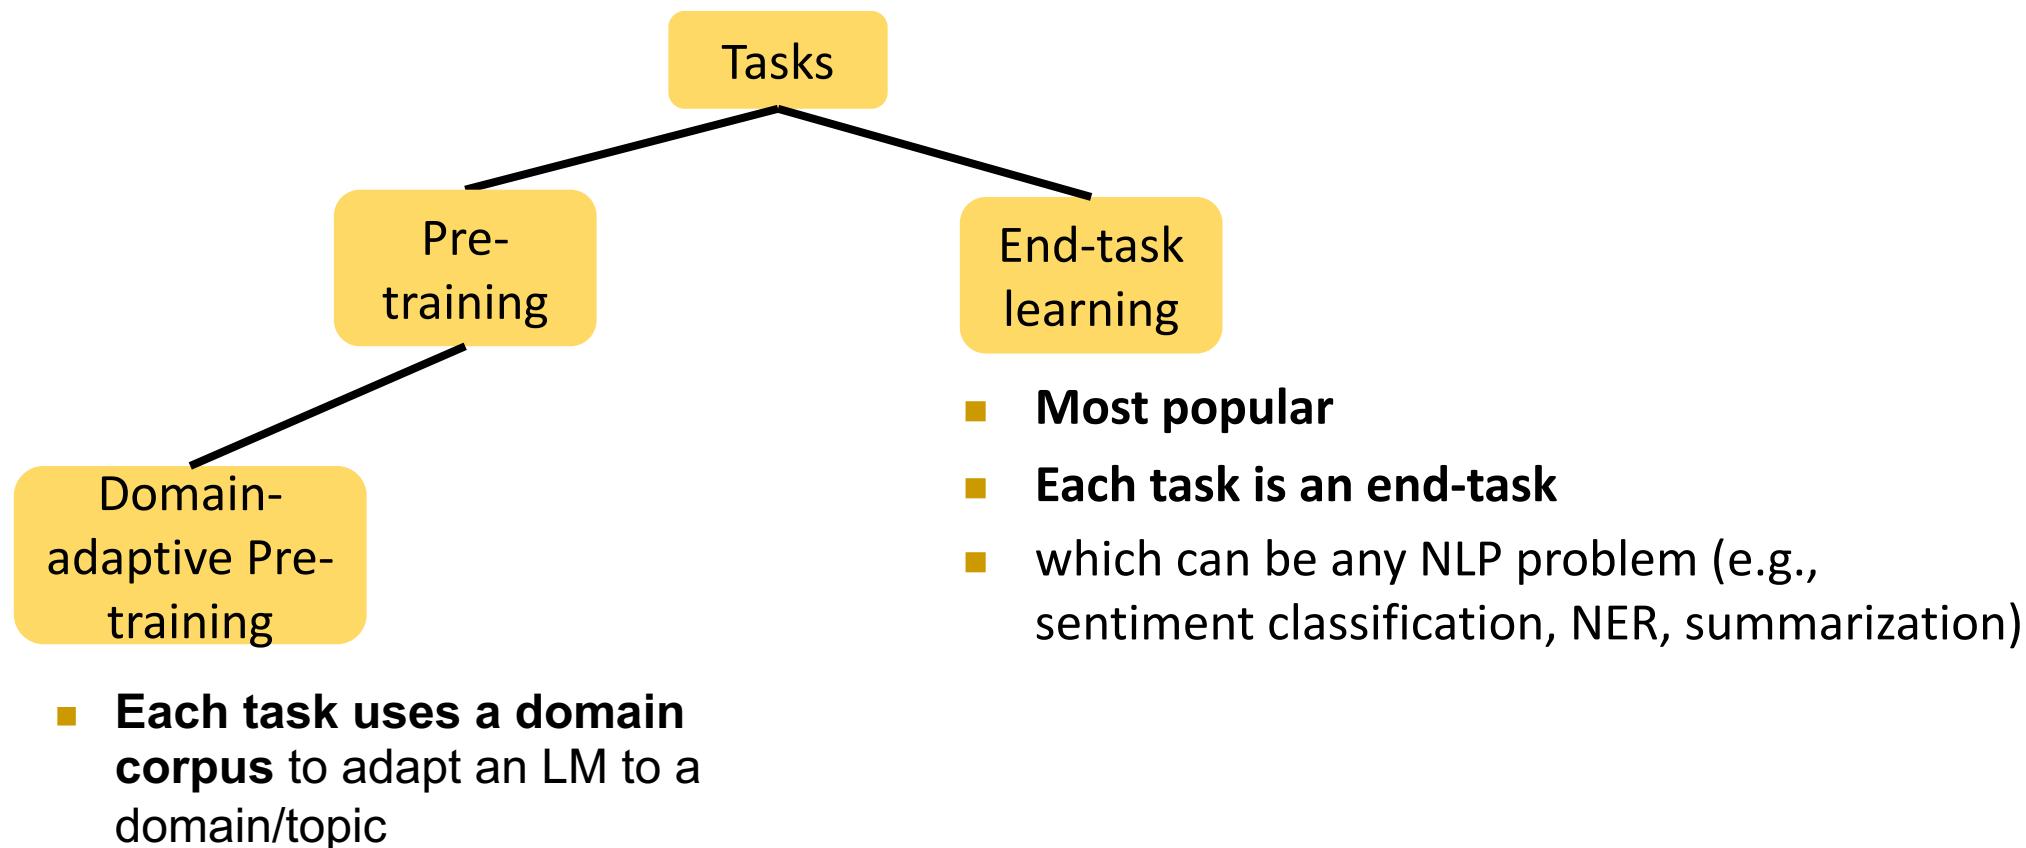 Tasks
Pre-
training
End-task
learning
Most popular
Each task is an end-task
which can be any NLP problem (e.g.,
sentiment classification, NER, summarization)
Domain-
adaptive Pre-
training
Each task uses a domain
corpus to adapt an LM to a
domain/topic